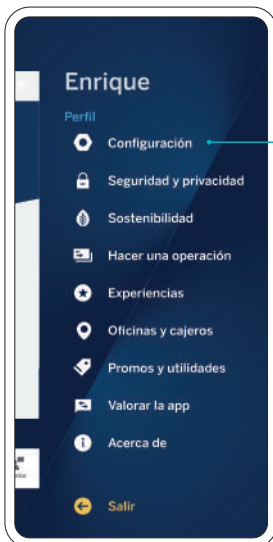 Enrique
Perfil
Configuración
Seguridad y privacidad
Sostenibilidad
Hacer una operación
Experiencias
Oficinas y cajeros
Promos y utilidades
Valorar la app
Acerca de
Salir